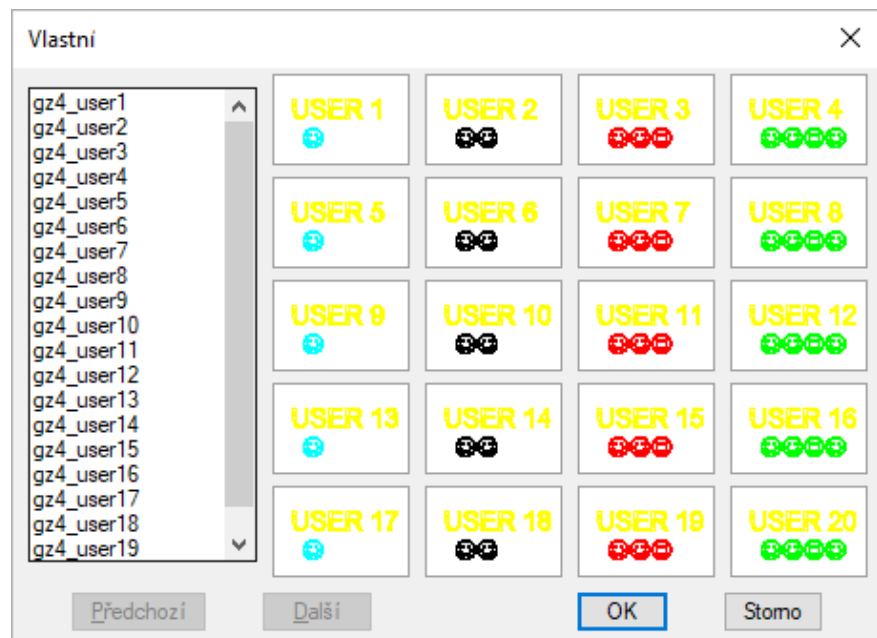 Vlastní
gz4_user1
gz4_user2
gz4_user3
gz4_user4
gz4_user5
gz4_user6
gz4_user7
gz4_user8
gz4_user9
gz4_user10
gz4_user11
gz4_user12
gz4_user13
gz4_user14
gz4_user15
gz4_user16
gz4_user17
gz4_user18
gz4_user19
USER 1 USER 2 USER 3 USER 4
USER 5 USER 6 USER 7 USER 8
USER 9 USER 10 USER 11 USER 12
USER 13 USER 14 USER 15 USER 16
USER 17 USER 18 USER 19 USER 20
Předchozí Další OK Storno